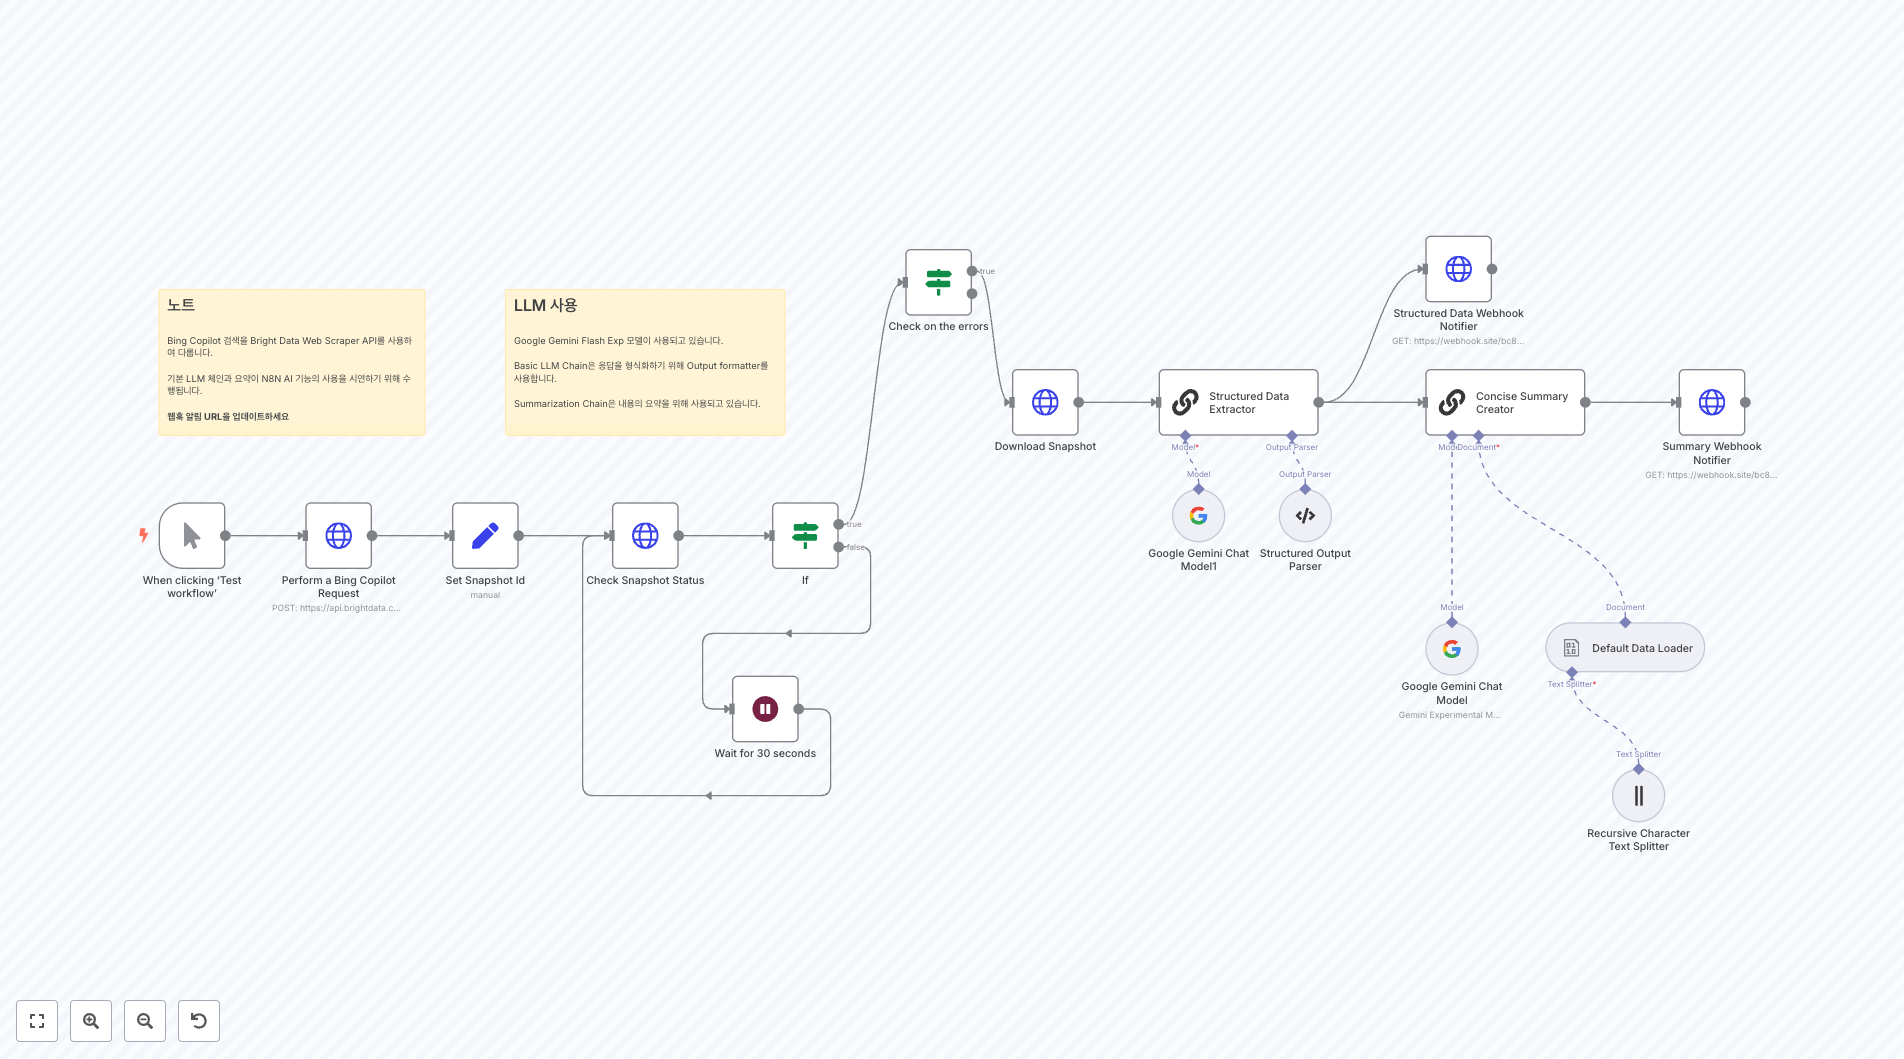 노트
Bing Copilot 검색을 Bright Data Web Scraper API를 사용하
여 다룹니다.
기본 LLM 체인과 요약이 N8N AI 기능의 사용을 시연하기 위해 수
행됩니다.
웹훅 알림 URL을 업데이트하세요
LLM 사용
Google Gemini Flash Exp 모델이 사용되고 있습니다.
Basic LLM Chain은 응답을 형식화하기 위해 Output formatter를
사용합니다.
Summarization Chain은 내용의 요약을 위해 사용되고 있습니다.
When clicking ‘Test
workflow’
Perform a Bing Copilot
Request
POST: https://api.brightdata.c...
Set Snapshot Id
manual
Check Snapshot Status
If
true
false
Wait for 30 seconds
Check on the errors
true
Download Snapshot
Structured Data
Extractor
Model*
Output Parser
Model
Output Parser
Google Gemini Chat
Model1
Structured Output
Parser
Structured Data Webhook
Notifier
GET: https://webhook.site/bc8...
Concise Summary
Creator
Document*
Summary Webhook
Notifier
GET: https://webhook.site/bc8...
Model
Google Gemini Chat
Model
Gemini Experimental M...
Document
Default Data Loader
Text Splitter*
Text Splitter
Recursive Character
Text Splitter